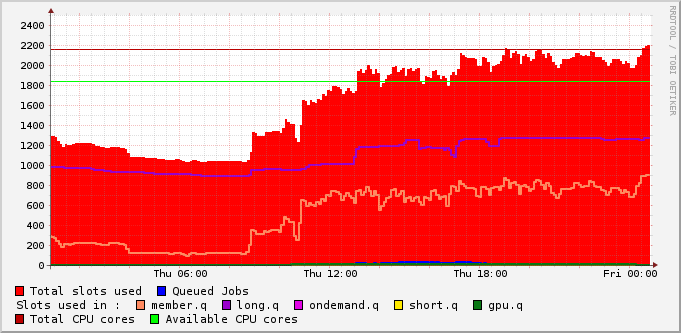 RRDTOOL / TOBI OETIKER
2400
2200
2000
1800
1600
1400
1200
1000
800
600
400
200
0
Thu 06:00 Thu 12:00 Thu 18:00 Fri 00:00
Total slots used Queued Jobs
Slots used in : member.q long.q ondemand.q short.q gpu.q
Total CPU cores Available CPU cores